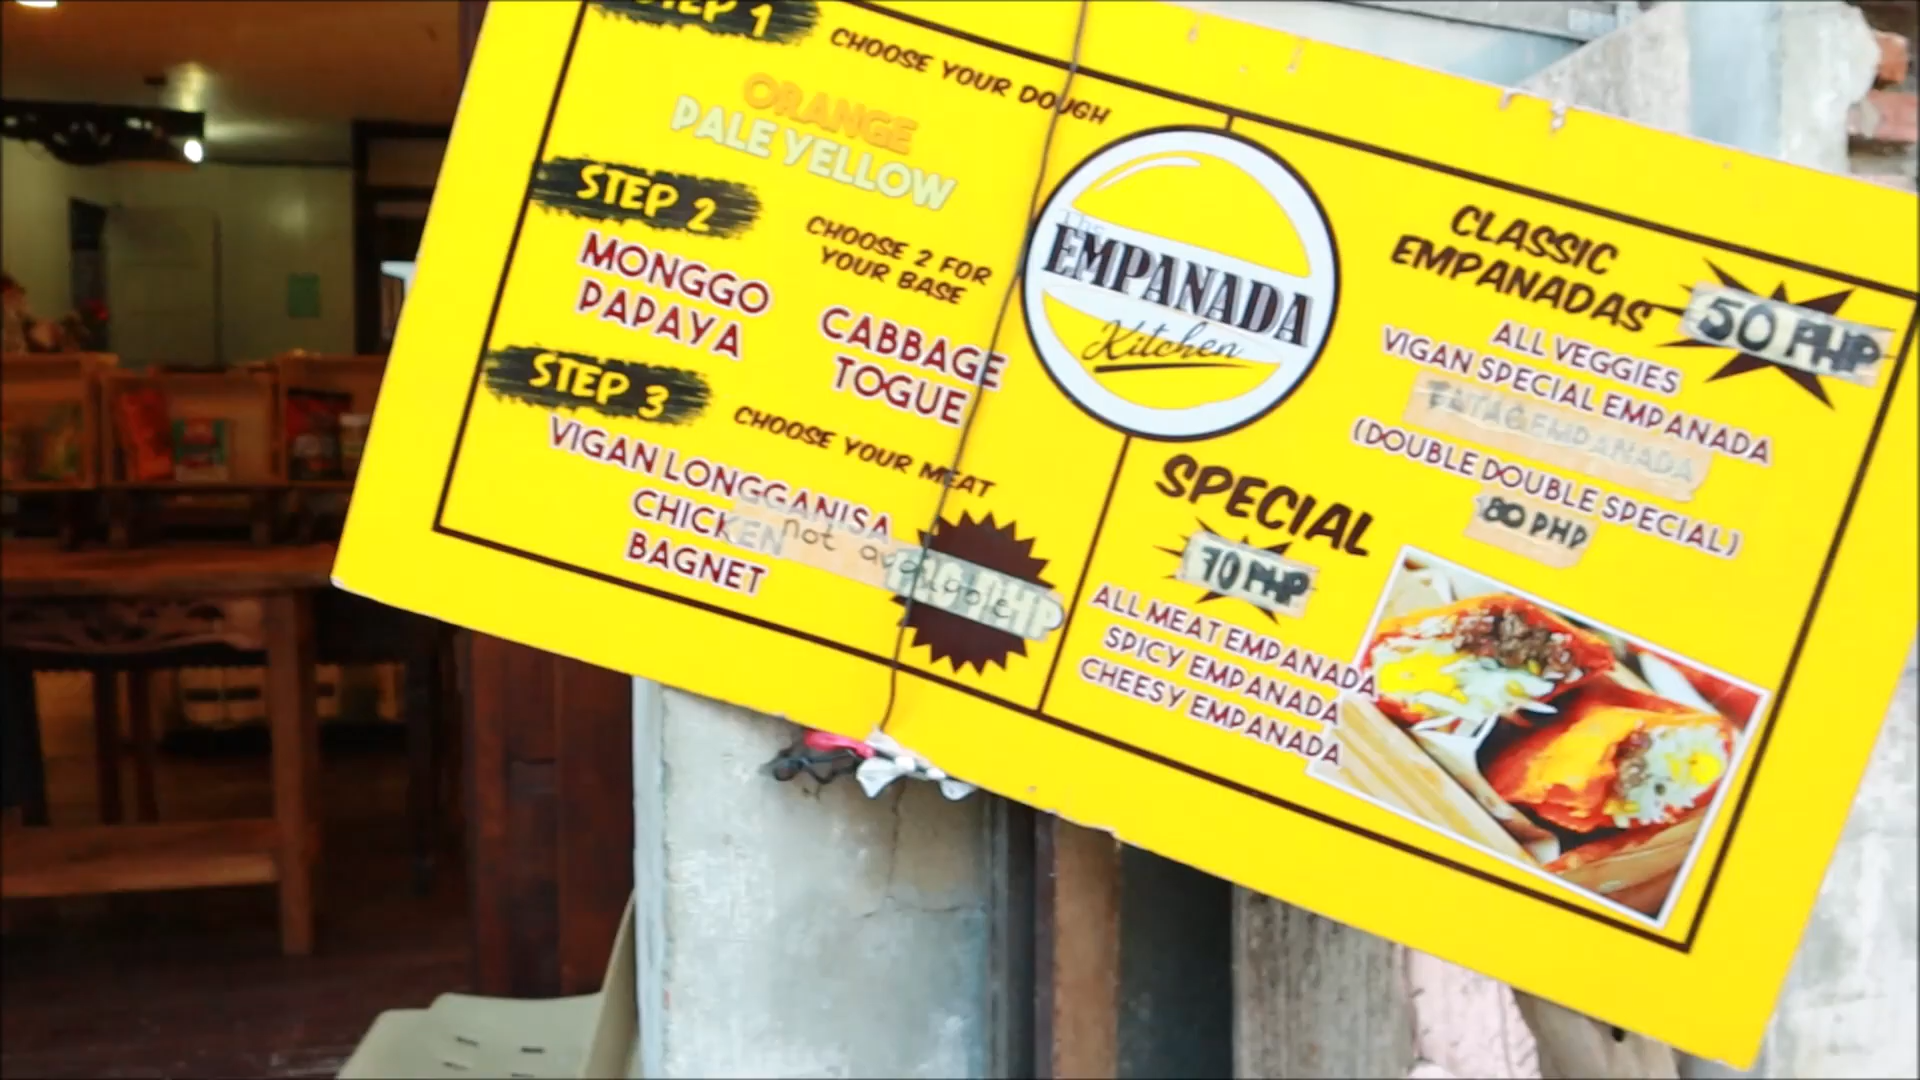 STEP 1
CHOOSE YOUR DOUGH
ORANGE
PALE YELLOW
STEP 2
CHOOSE 2 FOR
YOUR BASE
MONGGO
PAPAYA
CABBAGE
TOGUE
STEP 3
CHOOSE YOUR MEAT
VIGAN LONGGANISA
CHICKEN not available
BAGNET
The
EMPANADA
Kitchen
CLASSIC
EMPANADAS
50 PHP
ALL VEGGIES
VIGAN SPECIAL EMPANADA
EMPANADA
(DOUBLE DOUBLE SPECIAL)
80 PHP
SPECIAL
70 PHP
ALL MEAT EMPANADA
SPICY EMPANADA
CHEESY EMPANADA